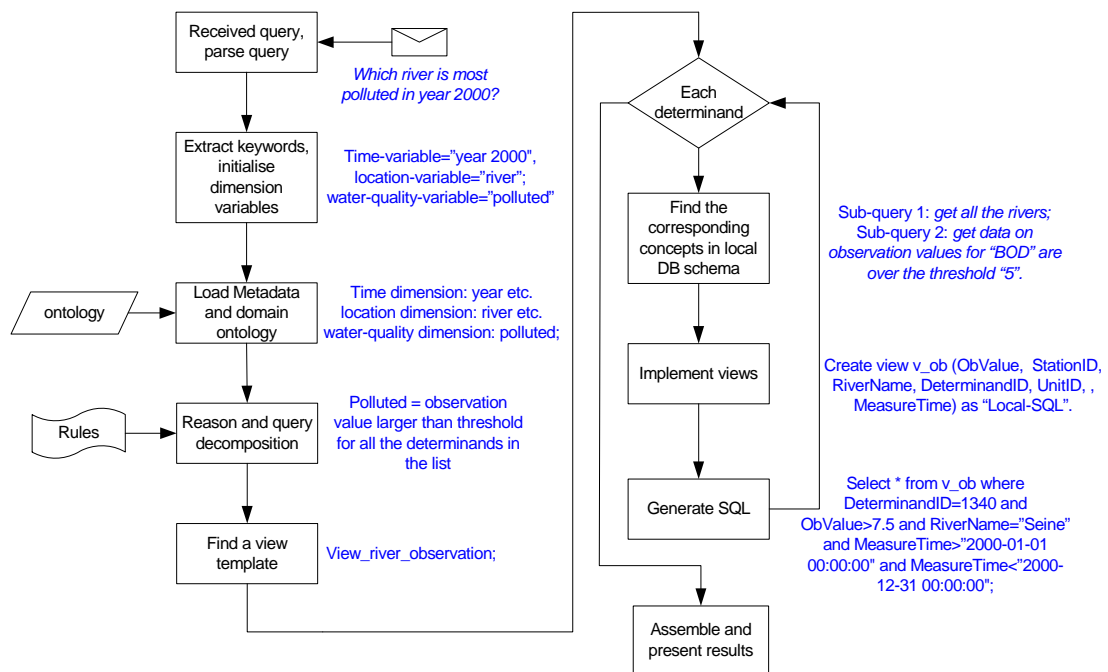 Received query,
parse query
Which river is most
polluted in year 2000?
Extract keywords,
initialise
dimension
variables
Time-variable="year 2000",
location-variable="river";
water-quality-variable="polluted"
ontology
Load Metadata
and domain
ontology
Time dimension: year etc.
location dimension: river etc.
water-quality dimension: polluted;
Rules
Reason and query
decomposition
Polluted = observation
value larger than threshold
for all the determinands in
the list
Find a view
template
View_river_observation;
Each
determinand
Find the
corresponding
concepts in local
DB schema
Sub-query 1: get all the rivers;
Sub-query 2: get data on
observation values for "BOD" are
over the threshold "5".
Implement views
Create view v_ob (ObValue, StationID,
RiverName, DeterminandID, UnitID, ,
MeasureTime) as "Local-SQL".
Generate SQL
Select * from v_ob where
DeterminandID=1340 and
ObValue>7.5 and RiverName="Seine"
and MeasureTime>"2000-01-01
00:00:00" and MeasureTime<"2000-
12-31 00:00:00";
Assemble and
present results